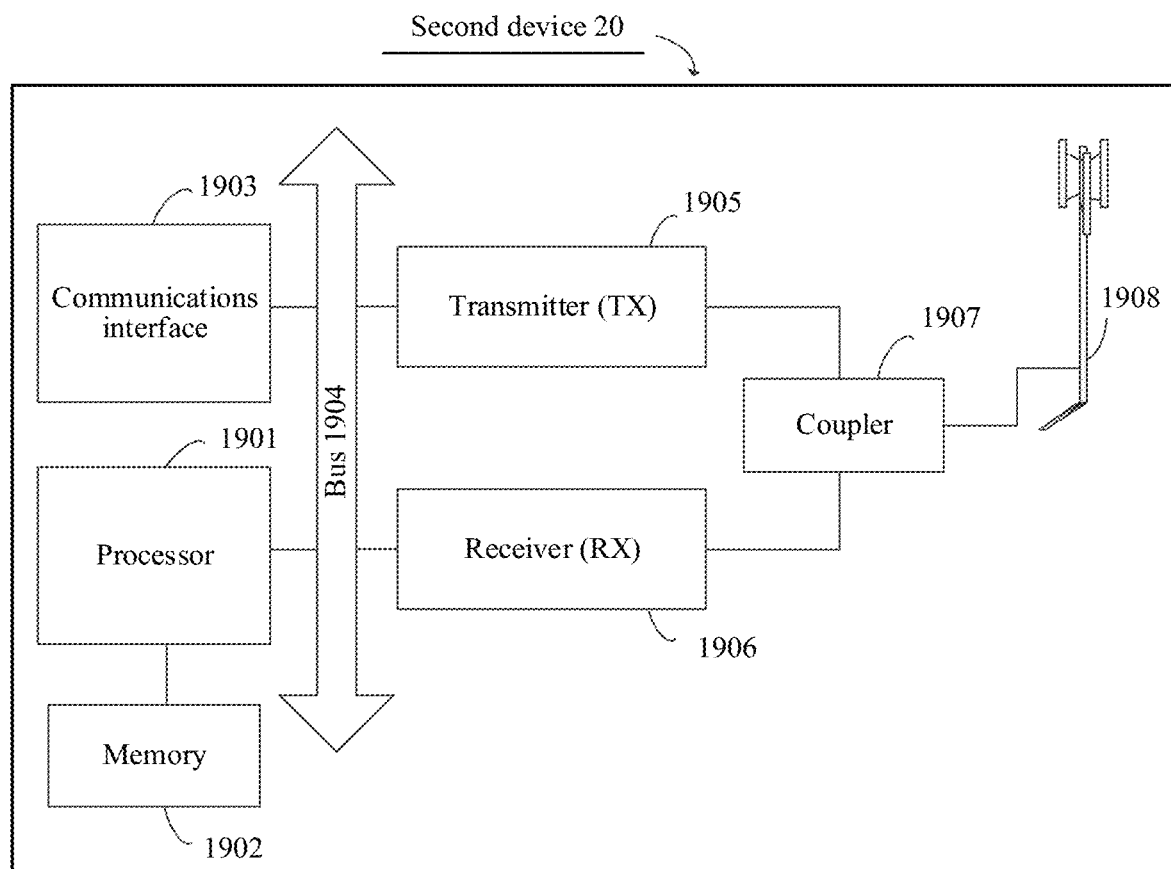 Second device 20
1903
Communications
interface
1905
Transmitter (TX)
1907
1908
Coupler
1901
Processor
Bus 1904
Receiver (RX)
1906
Memory
1902